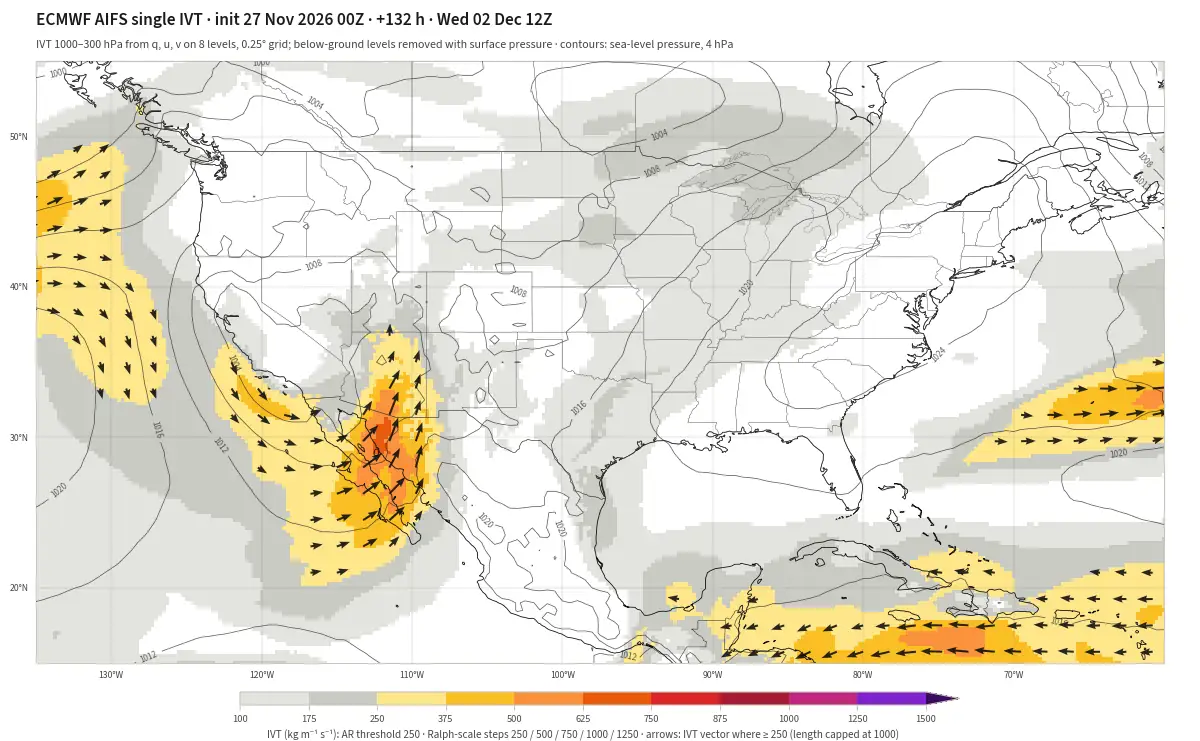 ECMWF AIFS single IVT · init 27 Nov 2026 00Z · +132 h · Wed 02 Dec 12Z
IVT 1000–300 hPa from q, u, v on 8 levels, 0.25° grid; below-ground levels removed with surface pressure · contours: sea-level pressure, 4 hPa
1000
1004
1004
1008
50°N
1008
1008
1008
40°N
1020
1024
1004
1016
30°N
1016
1012
1020
1020
1020
1020
20°N
1012
1012
130°W
120°W
110°W
100°W
90°W
80°W
70°W
100
175
250
375
500
625
750
875
1000
1250
1500
IVT (kg m⁻¹ s⁻¹): AR threshold 250 · Ralph-scale steps 250 / 500 / 750 / 1000 / 1250 · arrows: IVT vector where ≥ 250 (length capped at 1000)